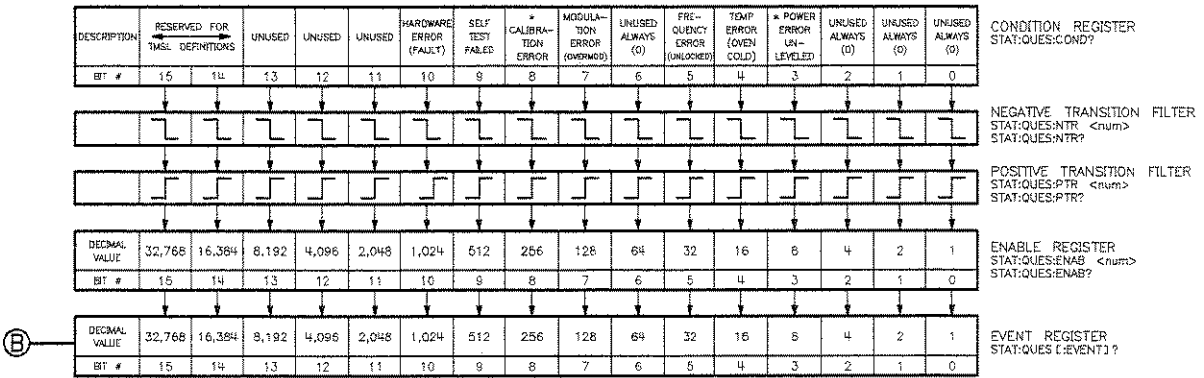 DESCRIPTION RESERVED FOR TMSL DEFINITIONS UNUSED UNUSED UNUSED HARDWARE ERROR (FAULT) SELF TEST FAILED * CALIBRA- TION ERROR MODULA- TION ERROR (OVERMOD) UNUSED ALWAYS (0) FRE- QUENCY ERROR (UNLOCKED) TEMP ERROR (OVEN COLD) * POWER ERROR UN- LEVELED UNUSED ALWAYS (0) UNUSED ALWAYS (0) UNUSED ALWAYS (0)
BIT # 15 14 13 12 11 10 9 8 7 6 5 4 3 2 1 0
CONDITION REGISTER
STAT:QUES:COND?
NEGATIVE TRANSITION FILTER
STAT:QUES:NTR <num>
STAT:QUES:NTR?
POSITIVE TRANSITION FILTER
STAT:QUES:PTR <num>
STAT:QUES:PTR?
DECIMAL VALUE 32,768 16,384 8,192 4,096 2,048 1,024 512 256 128 64 32 16 8 4 2 1
BIT # 15 14 13 12 11 10 9 8 7 6 5 4 3 2 1 0
ENABLE REGISTER
STAT:QUES:ENAB <num>
STAT:QUES:ENAB?
B
DECIMAL VALUE 32,768 16,384 8,192 4,096 2,048 1,024 512 256 128 64 32 16 8 4 2 1
BIT # 15 14 13 12 11 10 9 8 7 6 5 4 3 2 1 0
EVENT REGISTER
STAT:QUES [:EVENT] ?